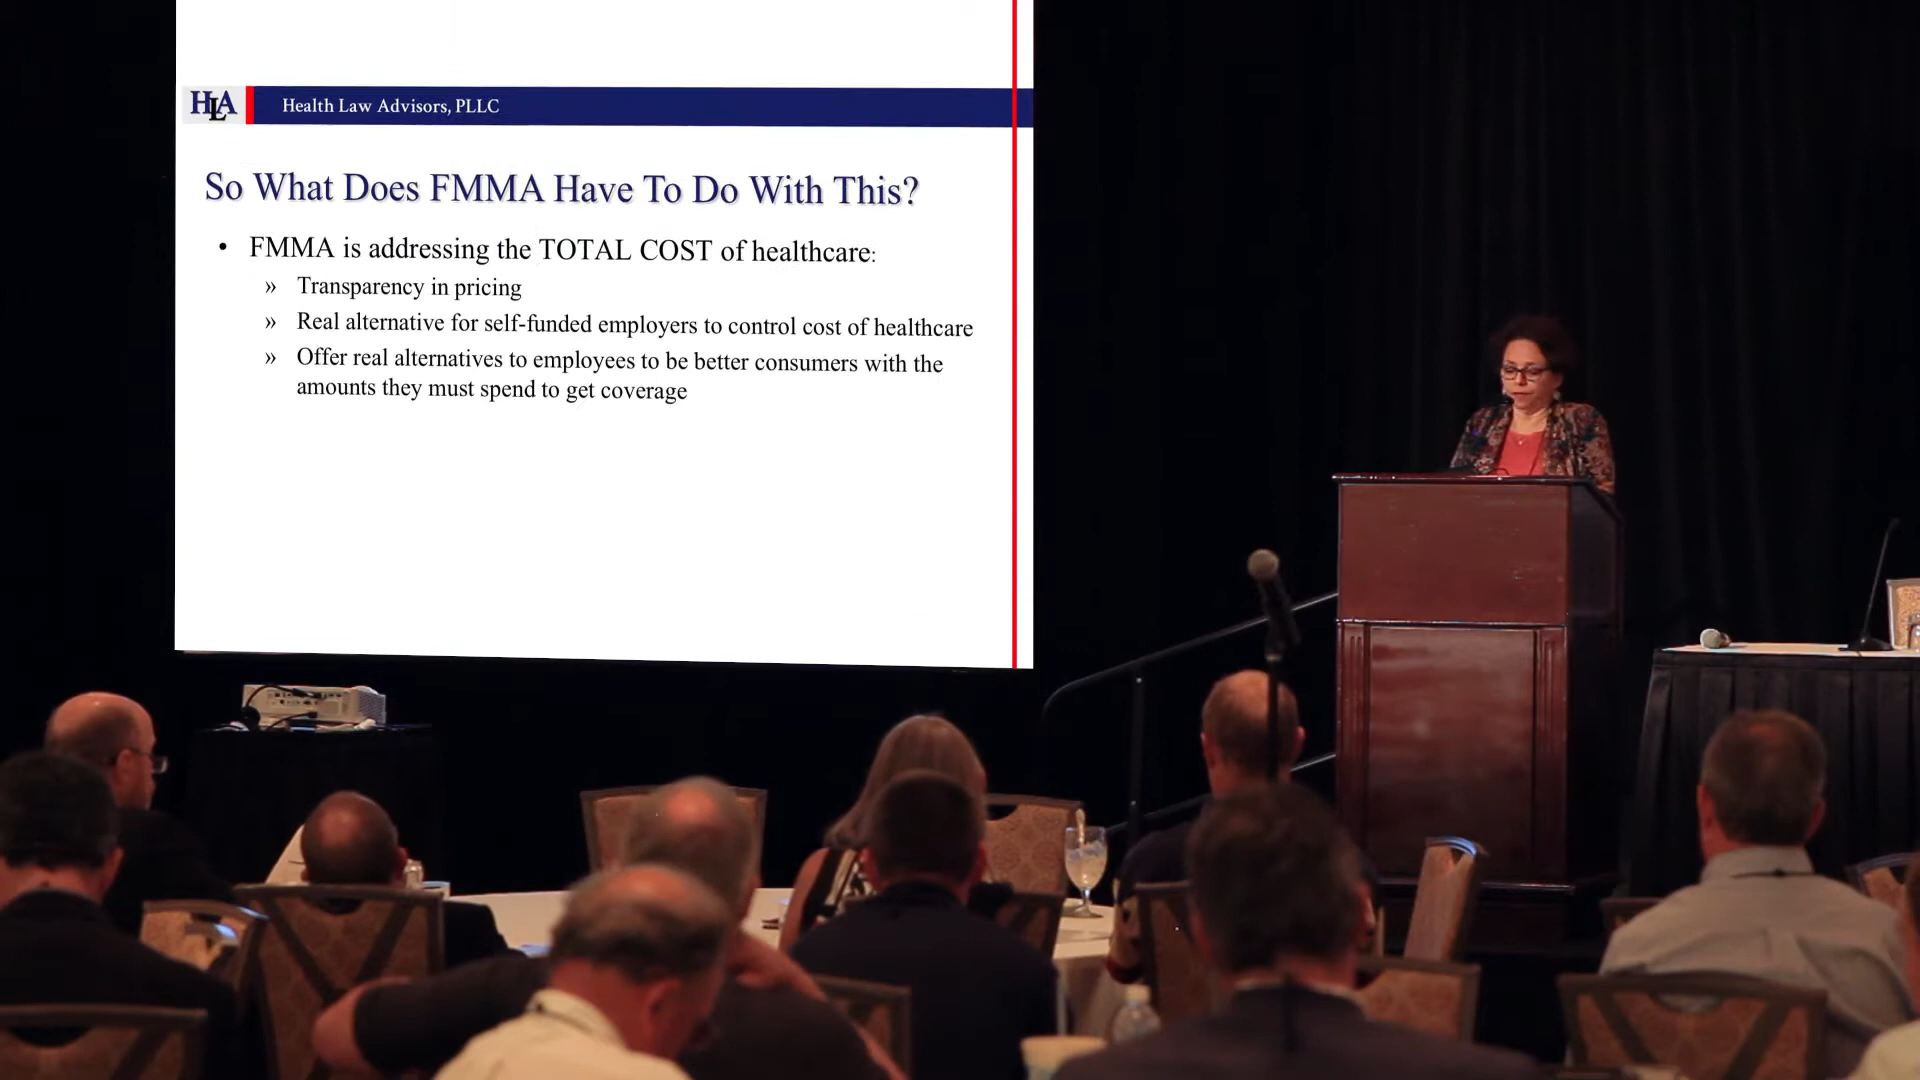 HLA
Health Law Advisors, PLLC
So What Does FMMA Have To Do With This?
• FMMA is addressing the TOTAL COST of healthcare:
» Transparency in pricing
» Real alternative for self-funded employers to control cost of healthcare
» Offer real alternatives to employees to be better consumers with the
amounts they must spend to get coverage